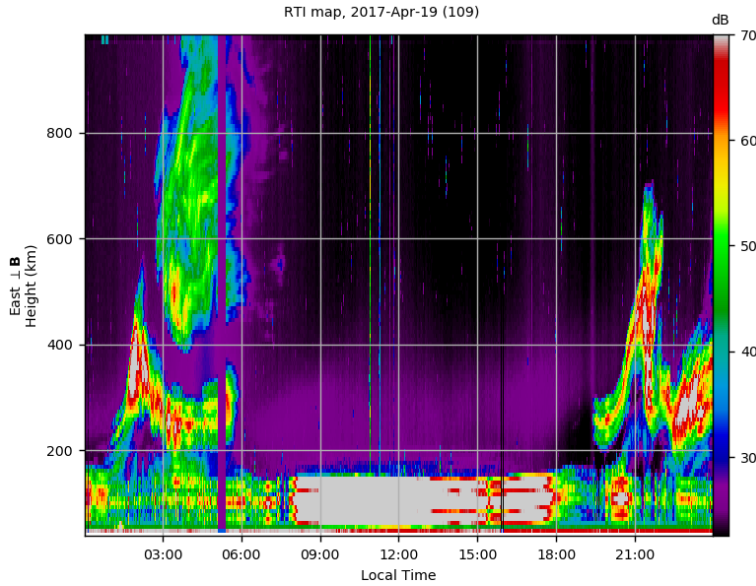 RTI map, 2017-Apr-19 (109)
dB
70
60
50
40
30
800
600
400
200
East ⊥ B
Height (km)
03:00 06:00 09:00 12:00 15:00 18:00 21:00
Local Time